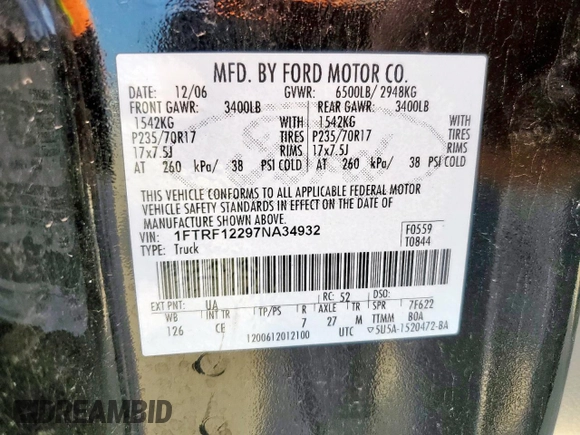 MFD. BY FORD MOTOR CO.
DATE: 12/06 GVWR: 6500LB/ 2948KG
FRONT GAWR: 3400LB REAR GAWR: 3400LB
1542KG WITH 1542KG WITH
P235/70R17 TIRES P235/70R17 TIRES
17x7.5J RIMS 17x7.5J RIMS
AT 260 kPa/ 38 PSI COLD AT 260 kPa/ 38 PSI COLD
THIS VEHICLE CONFORMS TO ALL APPLICABLE FEDERAL MOTOR
VEHICLE SAFETY STANDARDS IN EFFECT ON THE DATE OF
MANUFACTURE SHOWN ABOVE.
VIN: 1FTRF12297NA34932 F0559
TYPE: Truck T0844
EXT PNT: UA RC: 52 DSO:
WB INT TR TP/PS R AXLE TR SPR 7F622
126 CE 7 27 M TTMM BOA
1200612012100 UTC 5U5A-1520472-BA
DREAMBID